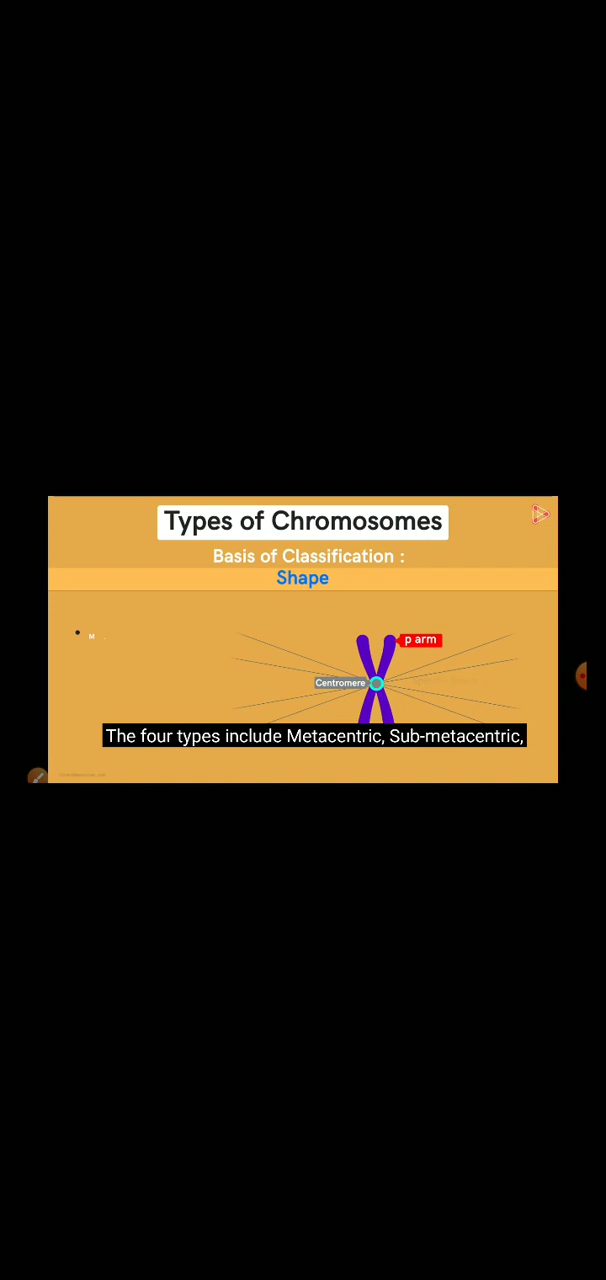 Types of Chromosomes
Basis of Classification :
Shape
M
p arm
Centromere
The four types include Metacentric, Sub-metacentric,